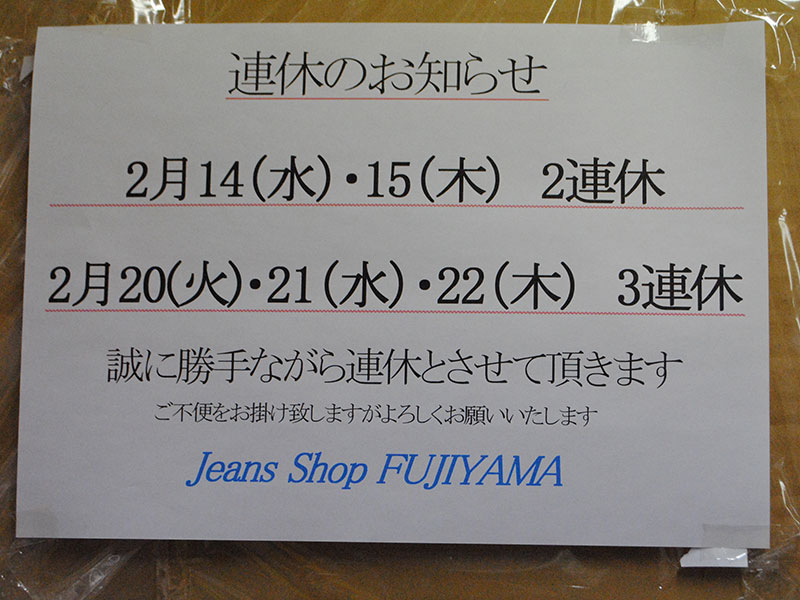 連休のお知らせ
2月14(水)・15(木) 2連休
2月20(火)・21(水)・22(木) 3連休
誠に勝手ながら連休とさせて頂きます
ご不便をお掛け致しますがよろしくお願いいたします
Jeans Shop FUJIYAMA